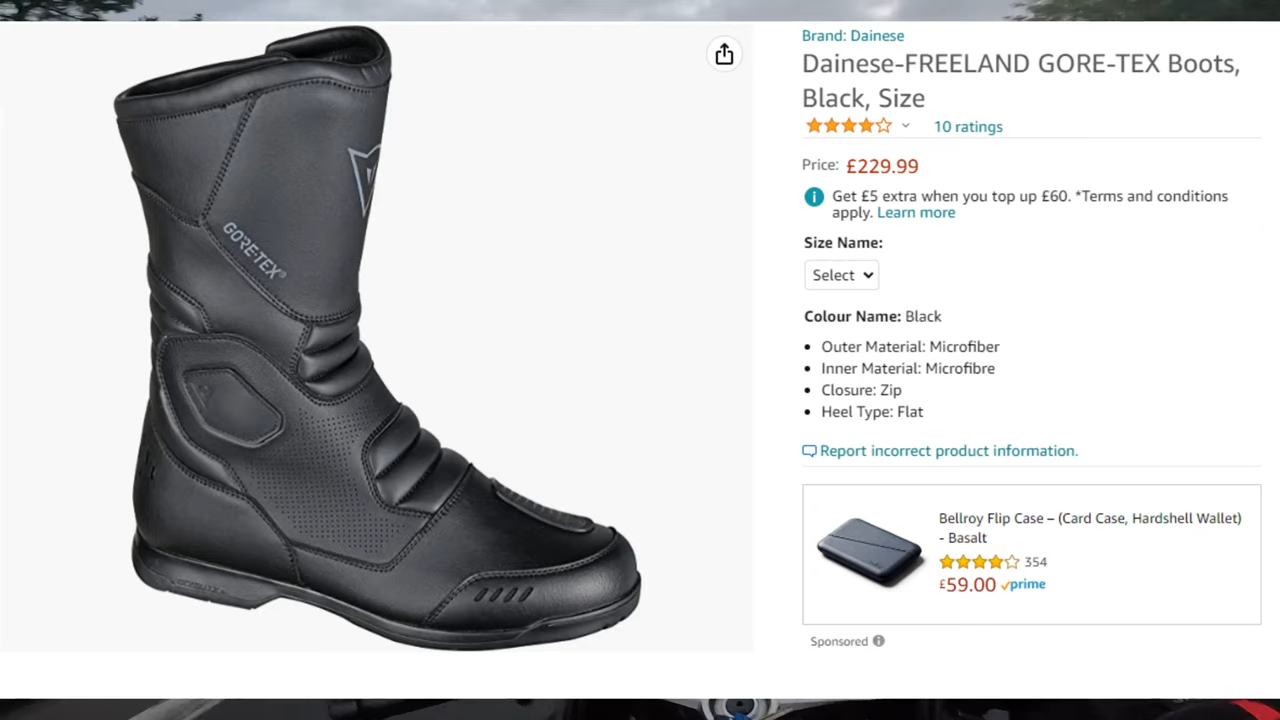 Brand: Dainese
Dainese-FREELAND GORE-TEX Boots,
Black, Size
10 ratings
Price: £229.99
Get £5 extra when you top up £60. *Terms and conditions
apply. Learn more
Size Name:
Select
Colour Name: Black
Outer Material: Microfiber
Inner Material: Microfibre
Closure: Zip
Heel Type: Flat
Report incorrect product information.
Bellroy Flip Case – (Card Case, Hardshell Wallet)
- Basalt
354
£59.00 prime
Sponsored
GORE-TEX®